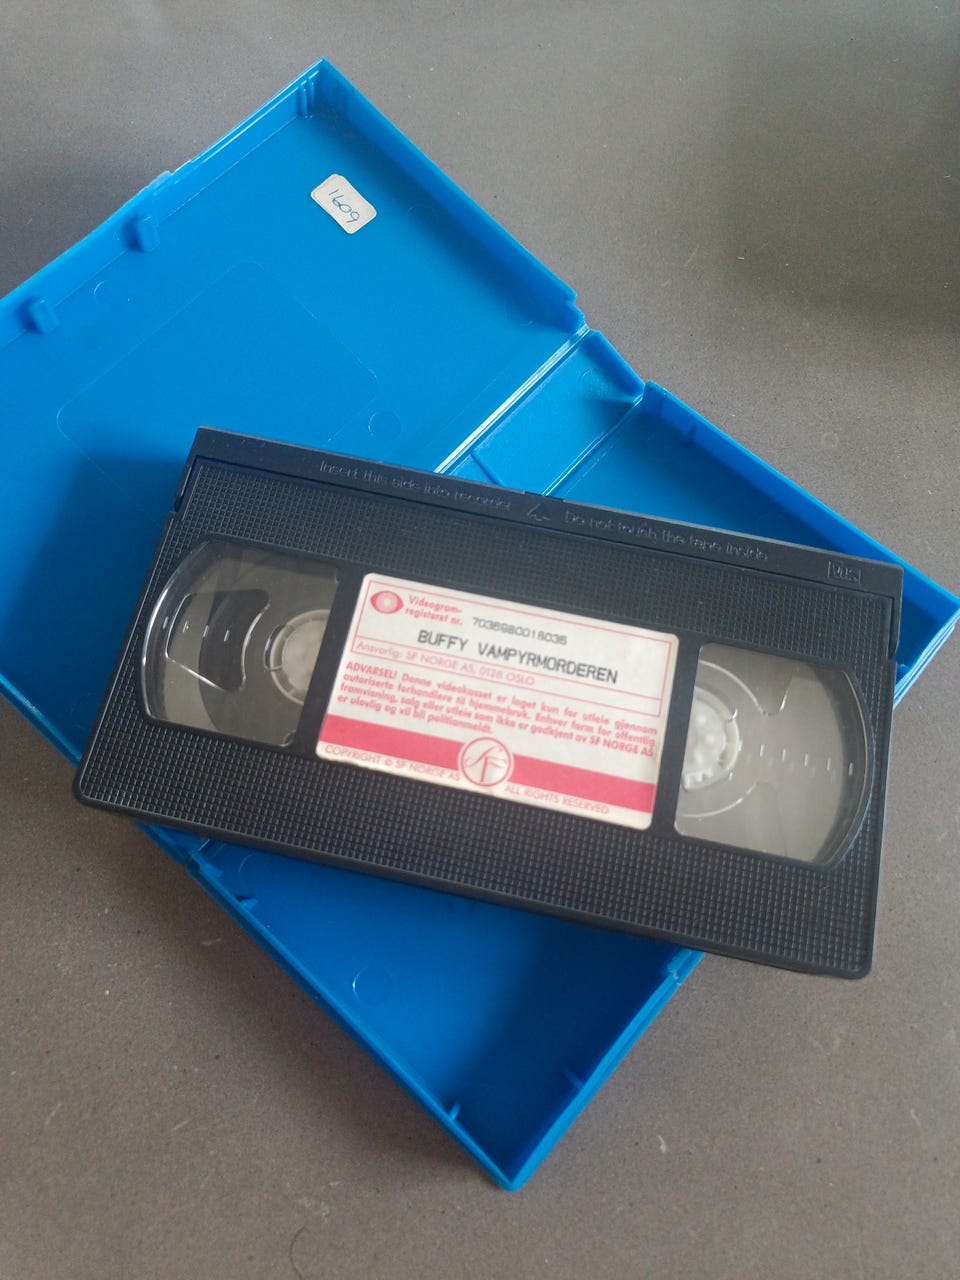 1609
Insert this side into recorder Do not touch the tape inside
VHS
Videogram-
registeret nr. 7036980018036
BUFFY VAMPYRMORDEREN
Ansvarlig: SF NORGE AS, 0128 OSLO
ADVARSEL! Denne videokasset er laget kun for utleie gjennom
autoriserte forhandlere til hjemmebruk. Enhver form for offentlig
framvisning, salg eller utleie som ikke er godkjent av SF NORGE AS
er ulovlig og vil bli politianmeldt.
SF
COPYRIGHT © SF NORGE AS ALL RIGHTS RESERVED